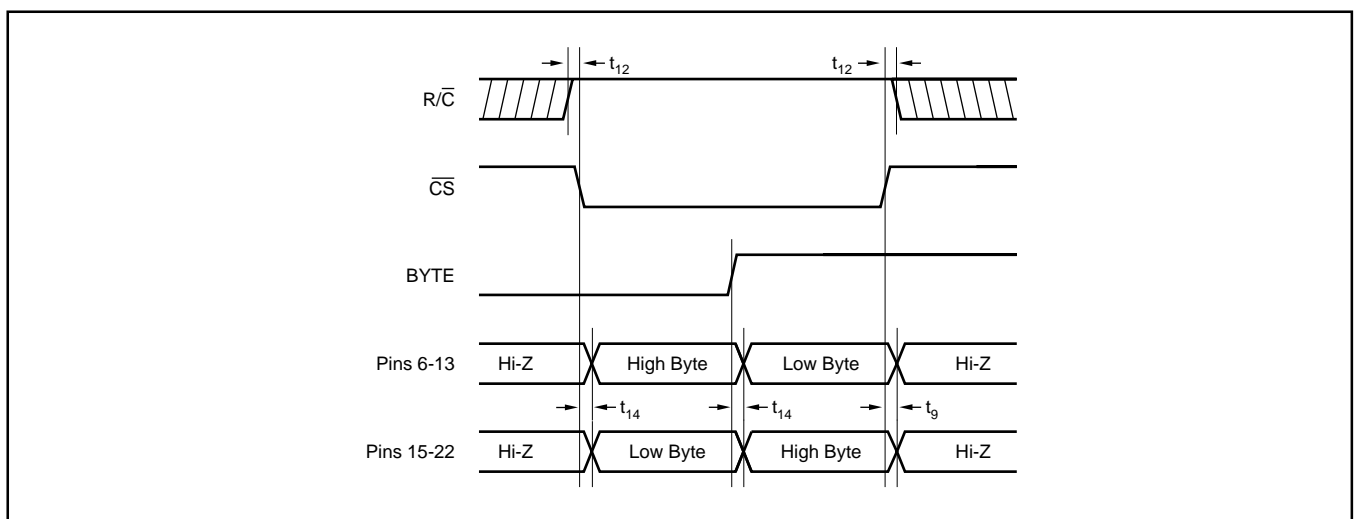 t12 t12
R/C̅
C̅S̅
BYTE
Pins 6-13 Hi-Z High Byte Low Byte Hi-Z
t14 t14 t9
Pins 15-22 Hi-Z Low Byte High Byte Hi-Z